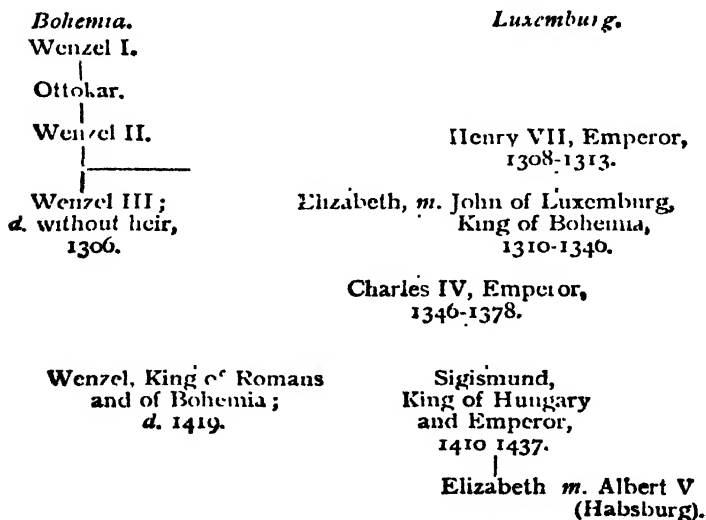 Bohemia.
Luxemburg.
Wenzel I.
Ottokar.
Wenzel II.
Henry VII, Emperor,
1308-1313.
Wenzel III;
d. without heir,
1306.
Elizabeth, m. John of Luxemburg,
King of Bohemia,
1310-1346.
Charles IV, Emperor,
1346-1378.
Wenzel, King of Romans
and of Bohemia;
d. 1419.
Sigismund,
King of Hungary
and Emperor,
1410 1437.
Elizabeth m. Albert V
(Habsburg).